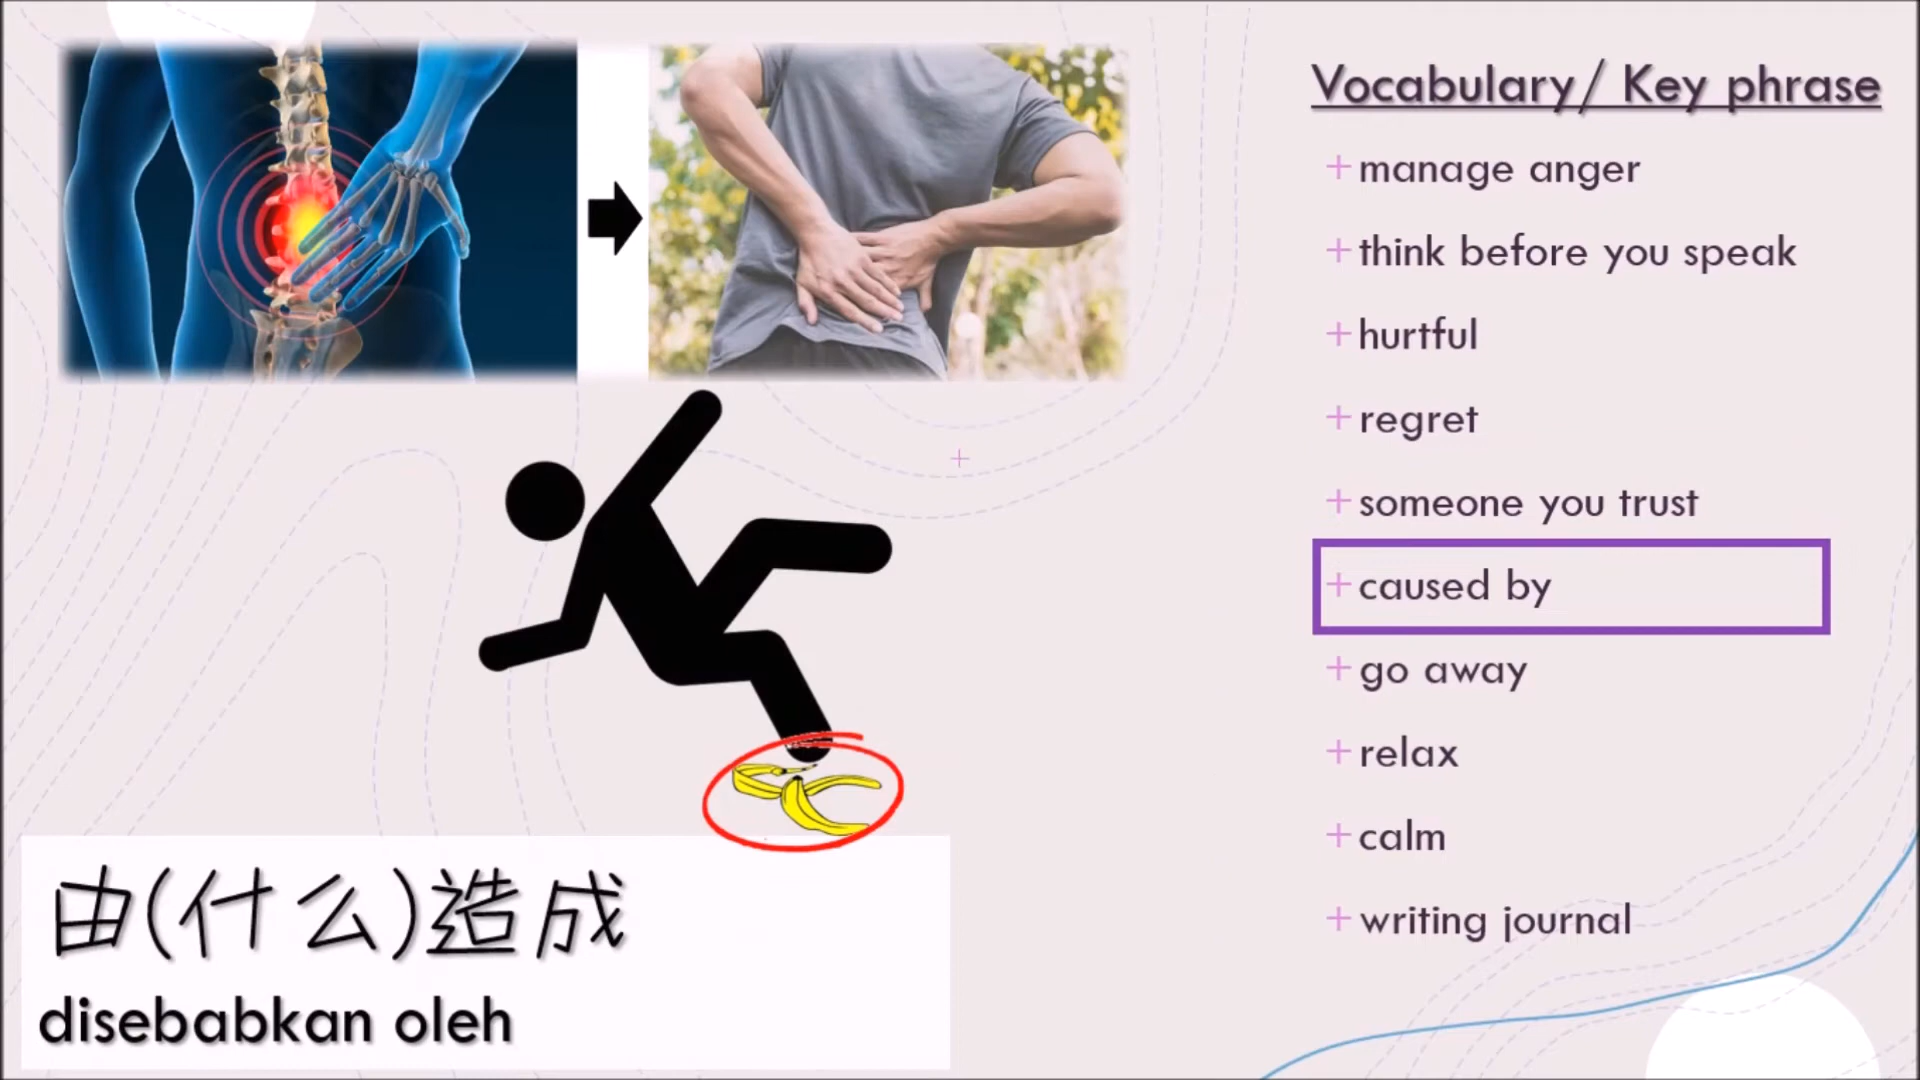 Vocabulary/ Key phrase
+ manage anger
+ think before you speak
+ hurtful
+ regret
+ someone you trust
+ caused by
+ go away
+ relax
+ calm
+ writing journal
由(什么)造成
disebabkan oleh